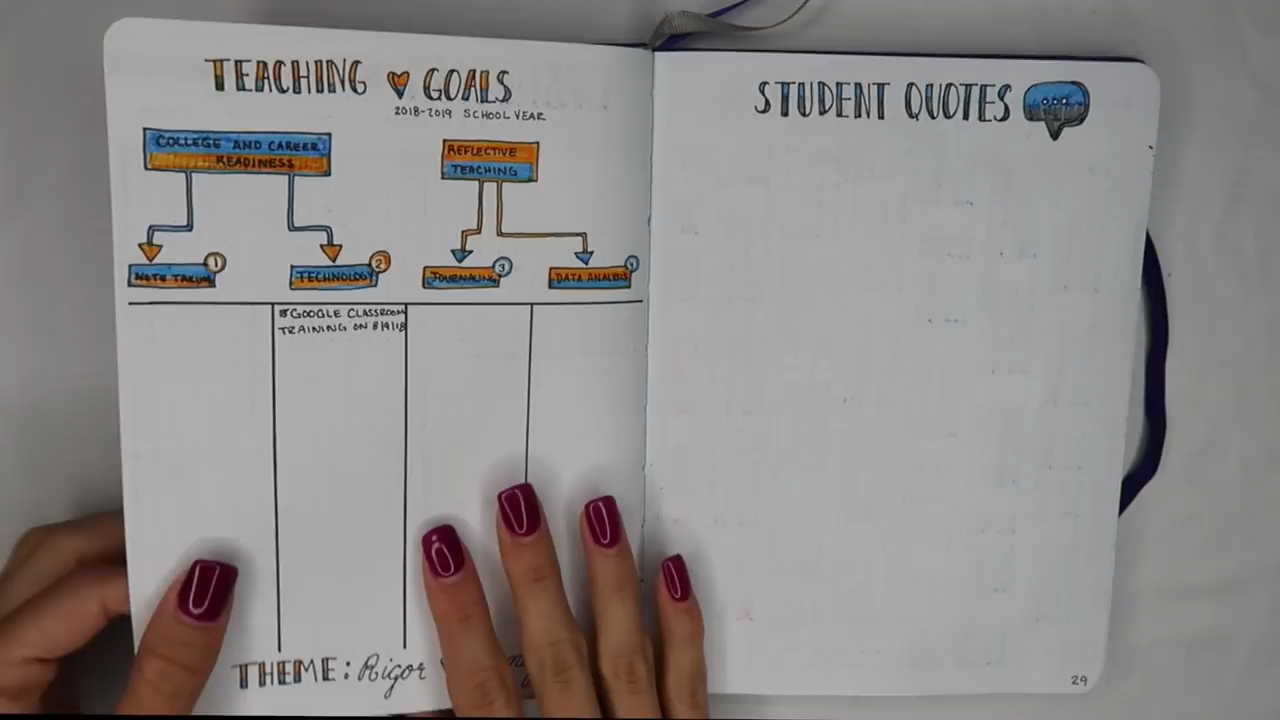 TEACHING GOALS
2018-2019 SCHOOL YEAR
COLLEGE AND CAREER
READINESS
REFLECTIVE
TEACHING
1
NOTE TAKING
2
TECHNOLOGY
3
JOURNALING
4
DATA ANALYSIS
GOOGLE CLASSROOM
TRAINING ON 8/9/18
THEME: Rigor
STUDENT QUOTES
29